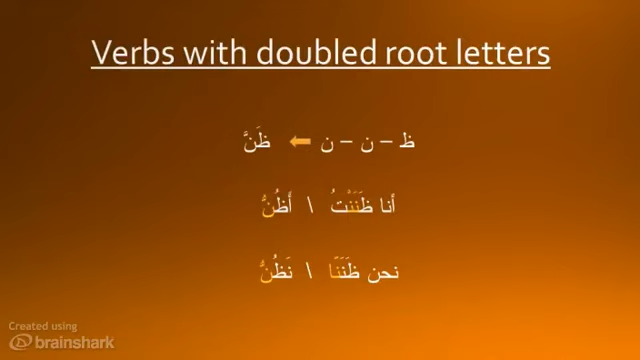 Verbs with doubled root letters
ظ – ن – ن ← ظَنَّ
أنا ظَنَنْتُ \ أَظُنُّ
نحن ظَنَنَّا \ نَظُنُّ
Created using
brainshark